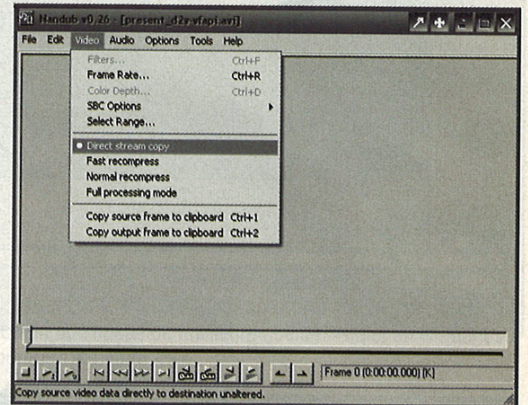 Nandub v0.26 - [present_d2v-vfapi.avi]
File Edit Video Audio Options Tools Help
Filters... Ctrl+F
Frame Rate... Ctrl+R
Color Depth... Ctrl+D
SBC Options
Select Range...
Direct stream copy
Fast recompress
Normal recompress
Full processing mode
Copy source frame to clipboard Ctrl+1
Copy output frame to clipboard Ctrl+2
Frame 0 (0:00:00.000) [K]
Copy source video data directly to destination unaltered.